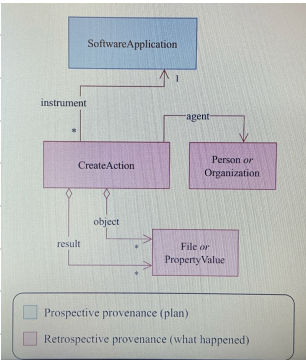 SoftwareApplication
1
instrument
*
agent
CreateAction
Person or
Organization
object
result
*
*
File or
PropertyValue
Prospective provenance (plan)
Retrospective provenance (what happened)